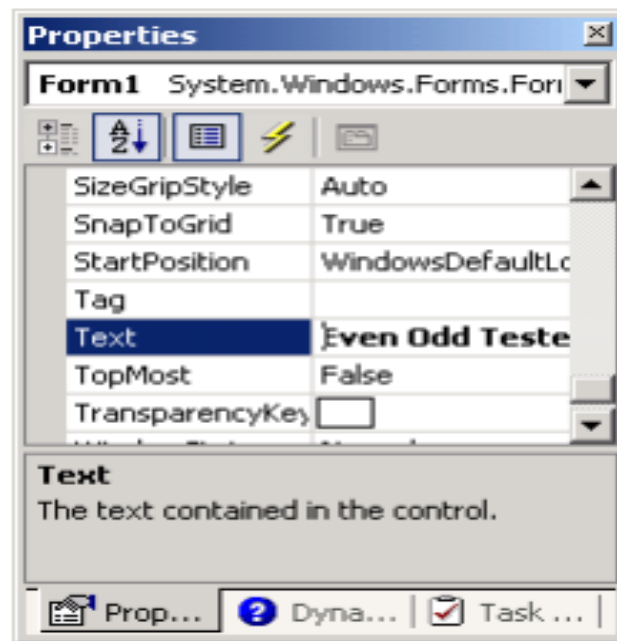 Properties
Form1 System.Windows.Forms.Fori
SizeGripStyle Auto
SnapToGrid True
StartPosition WindowsDefaultLo
Tag
Text Even Odd Teste
TopMost False
TransparencyKey
Text
The text contained in the control.
Prop... Dyna... Task ...